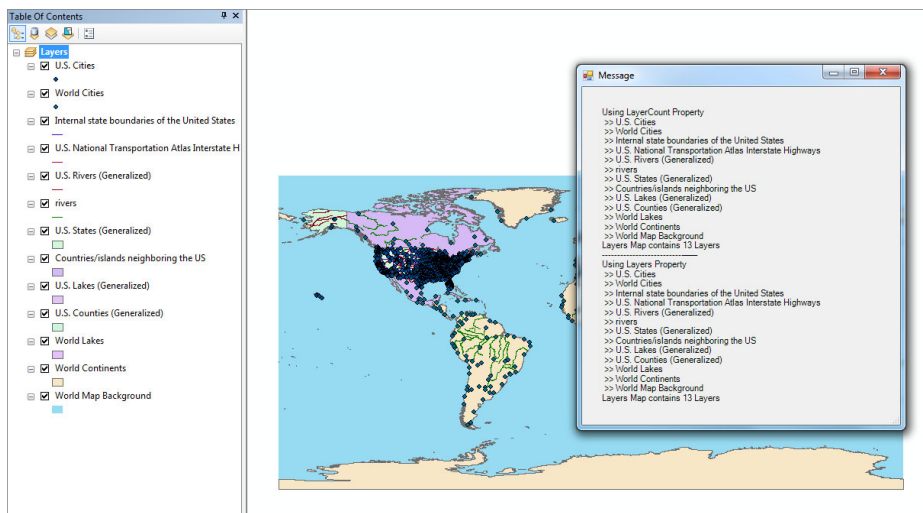 Table Of Contents
Layers
U.S. Cities
World Cities
Internal state boundaries of the United States
U.S. National Transportation Atlas Interstate H
U.S. Rivers (Generalized)
rivers
U.S. States (Generalized)
Countries/islands neighboring the US
U.S. Lakes (Generalized)
U.S. Counties (Generalized)
World Lakes
World Continents
World Map Background
Message
Using LayerCount Property
>> U.S. Cities
>> World Cities
>> Internal state boundaries of the United States
>> U.S. National Transportation Atlas Interstate Highways
>> U.S. Rivers (Generalized)
>> rivers
>> U.S. States (Generalized)
>> Countries/islands neighboring the US
>> U.S. Lakes (Generalized)
>> U.S. Counties (Generalized)
>> World Lakes
>> World Continents
>> World Map Background
Layers Map contains 13 Layers
----------------------------
Using Layers Property
>> U.S. Cities
>> World Cities
>> Internal state boundaries of the United States
>> U.S. National Transportation Atlas Interstate Highways
>> U.S. Rivers (Generalized)
>> rivers
>> U.S. States (Generalized)
>> Countries/islands neighboring the US
>> U.S. Lakes (Generalized)
>> U.S. Counties (Generalized)
>> World Lakes
>> World Continents
>> World Map Background
Layers Map contains 13 Layers